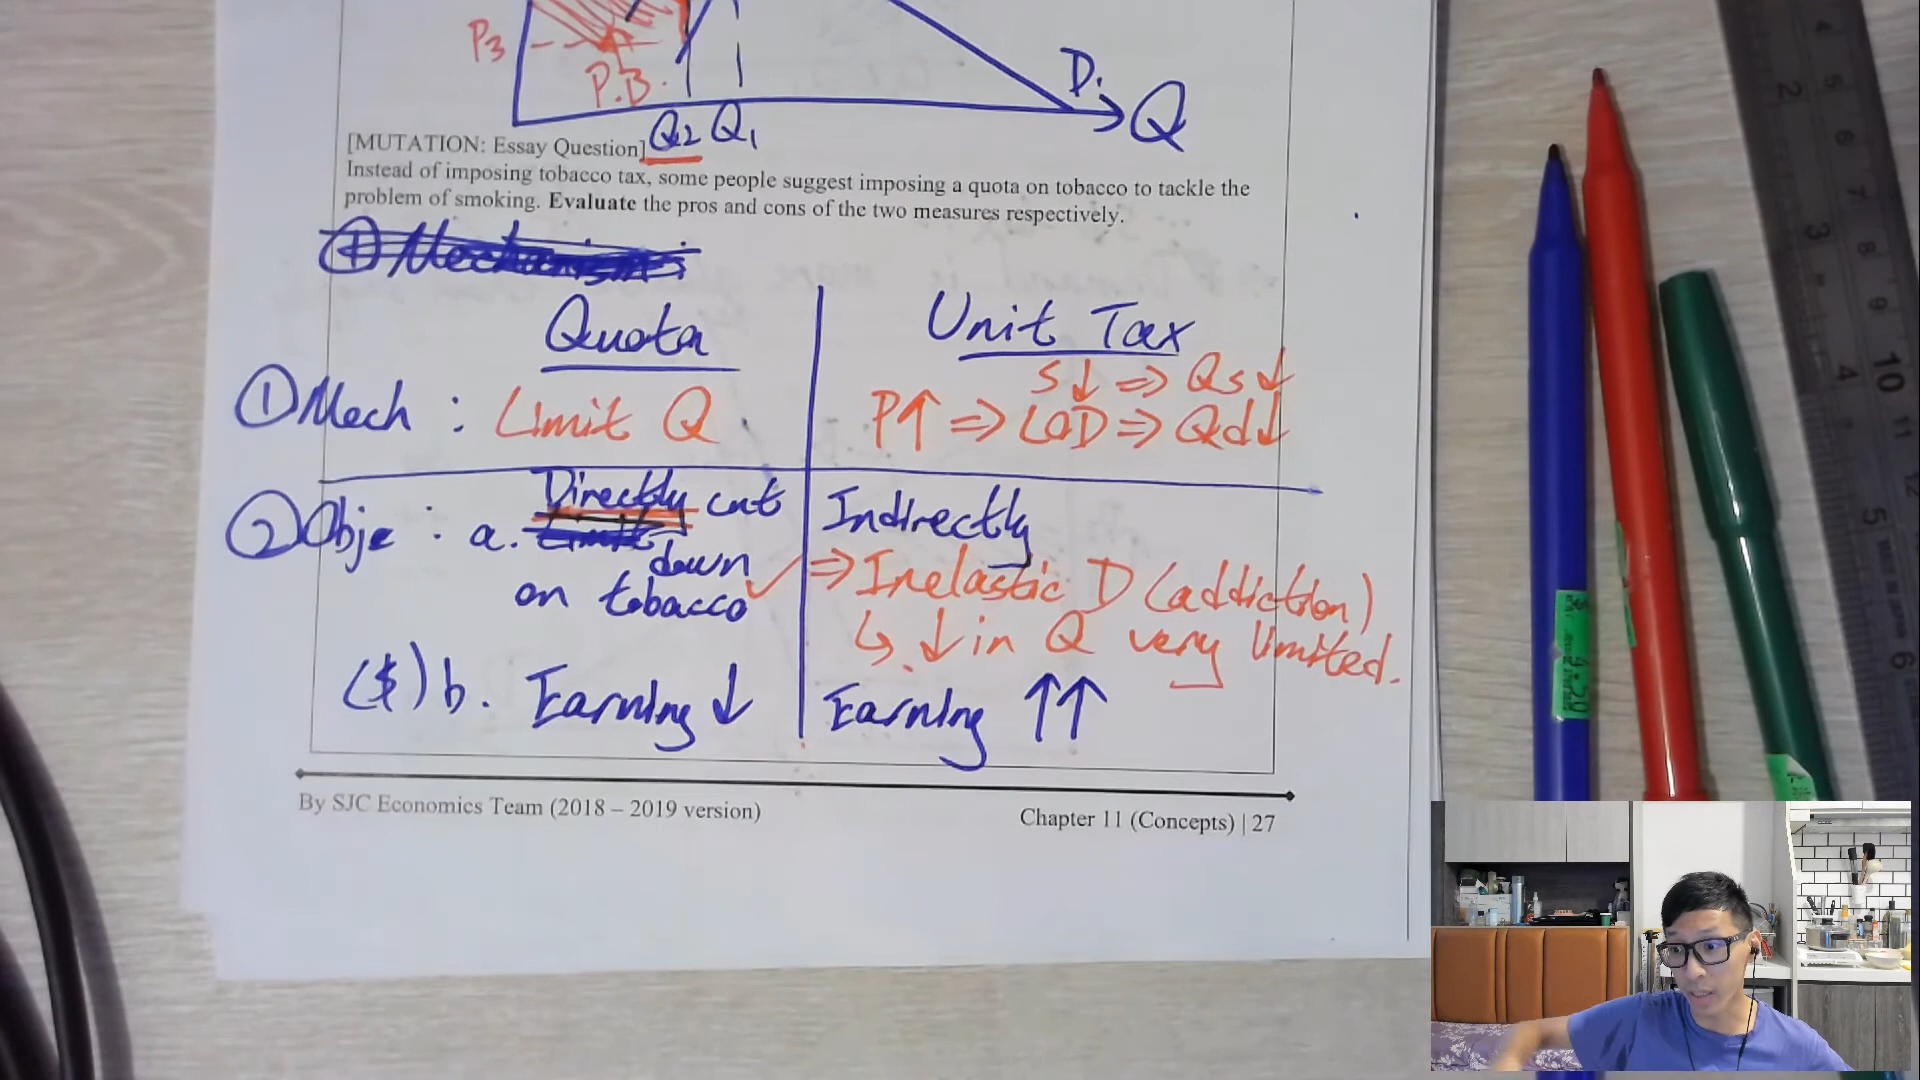 P3
P.B.
D.
Q
Q2 Q1
[MUTATION: Essay Question]
Instead of imposing tobacco tax, some people suggest imposing a quota on tobacco to tackle the
problem of smoking. Evaluate the pros and cons of the two measures respectively.
① Mechanism:
Quota
Unit Tax
① Mech : Limit Q
S↓ ⇒ Qs↓
P↑ ⇒ LOD ⇒ Qd↓
② Obje : a. Directly cut
down
on tobacco ✓
Indirectly
⇒ Inelastic D (addiction)
↳ ↓ in Q very limited.
($) b. Earning ↓
Earning ↑↑
By SJC Economics Team (2018 – 2019 version)
Chapter 11 (Concepts) | 27